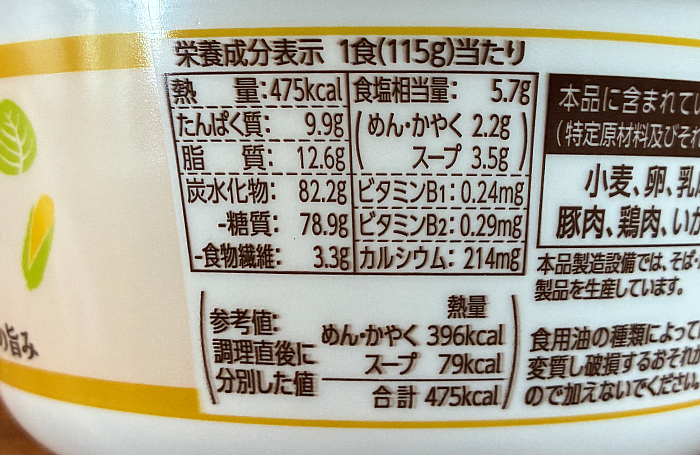 栄養成分表示 1食(115g)当たり
熱量:475kcal
たんぱく質: 9.9g
脂質: 12.6g
炭水化物: 82.2g
-糖質: 78.9g
-食物繊維: 3.3g
食塩相当量: 5.7g
(めん・かやく 2.2g
スープ 3.5g)
ビタミンB1:0.24mg
ビタミンB2:0.29mg
カルシウム: 214mg
参考値:
調理直後に
分別した値
熱量
めん・かやく 396kcal
スープ 79kcal
合計 475kcal
本品に含まれて
(特定原材料及びそれ
小麦、卵、乳
豚肉、鶏肉、いか
本品製造設備では、そば・
製品を生産しています。
食用油の種類によって
変質し破損するおそれが
ので加えないでください。
の旨み